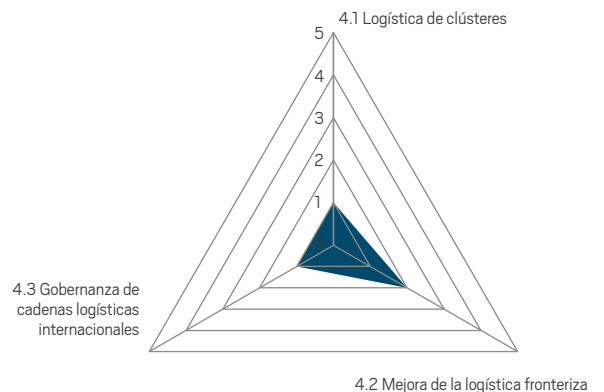 4.1 Logística de clústeres
5
4
3
2
1
4.3 Gobernanza de
cadenas logísticas
internacionales
4.2 Mejora de la logística fronteriza